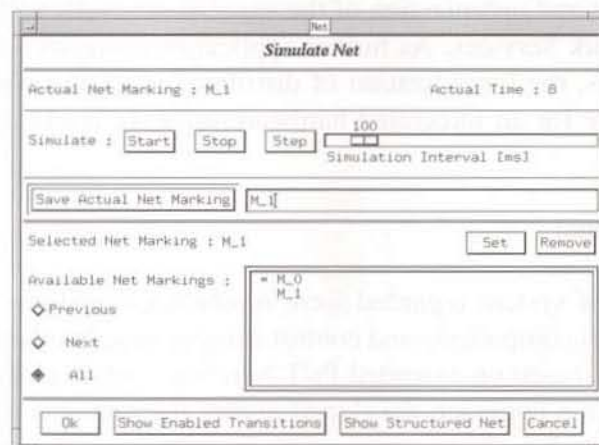 Net
Simulate Net
Actual Net Marking : M_1 Actual Time : 8
100
Simulate : Start Stop Step
Simulation Interval [ms]
Save Actual Net Marking M_1
Selected Net Marking : M_1 Set Remove
Available Net Markings : = M_0
M_1
Previous
Next
All
Ok Show Enabled Transitions Show Structured Net Cancel